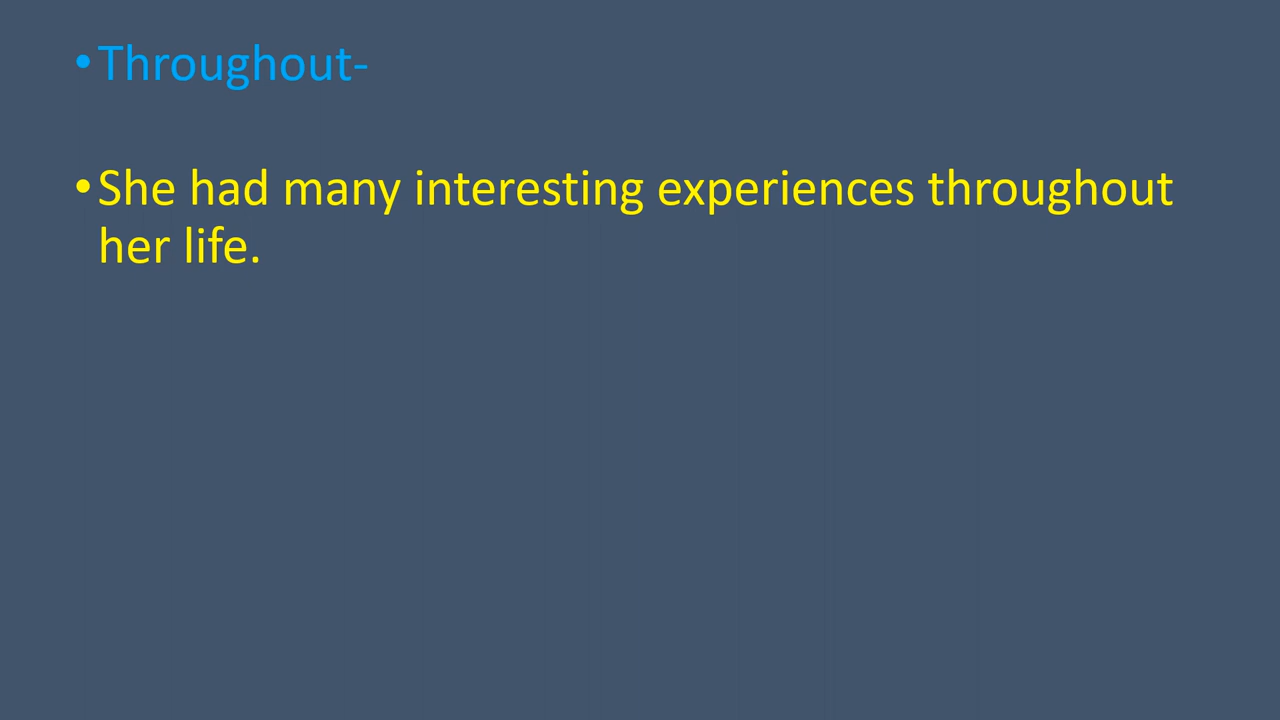 •Throughout-
•She had many interesting experiences throughout
her life.